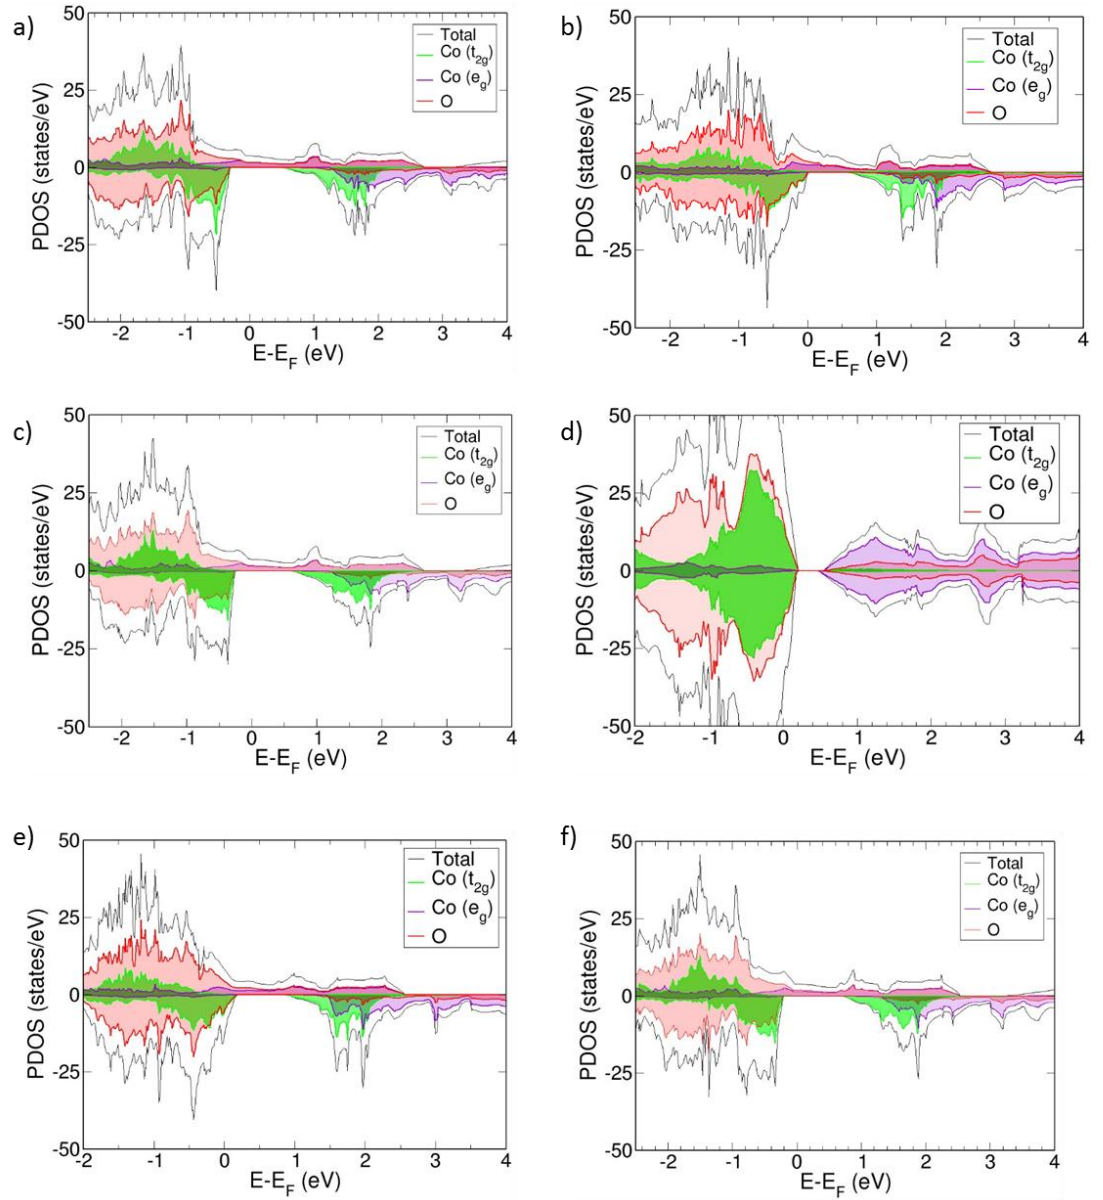 a)
50
25
0
-25
-50
PDOS (states/eV)
Total
Co (t2g)
Co (eg)
O
-2 -1 0 1 2 3 4
E-EF (eV)
b)
50
25
0
-25
-50
PDOS (states/eV)
Total
Co (t2g)
Co (eg)
O
-2 -1 0 1 2 3 4
E-EF (eV)
c)
50
25
0
-25
-50
PDOS (states/eV)
Total
Co (t2g)
Co (eg)
O
-2 -1 0 1 2 3 4
E-EF (eV)
d)
50
25
0
-25
-50
PDOS (states/eV)
Total
Co (t2g)
Co (eg)
O
-2 -1 0 1 2 3 4
E-EF (eV)
e)
50
25
0
-25
-50
PDOS (states/eV)
Total
Co (t2g)
Co (eg)
O
-2 -1 0 1 2 3 4
E-EF (eV)
f)
50
25
0
-25
-50
PDOS (states/eV)
Total
Co (t2g)
Co (eg)
O
-2 -1 0 1 2 3 4
E-EF (eV)